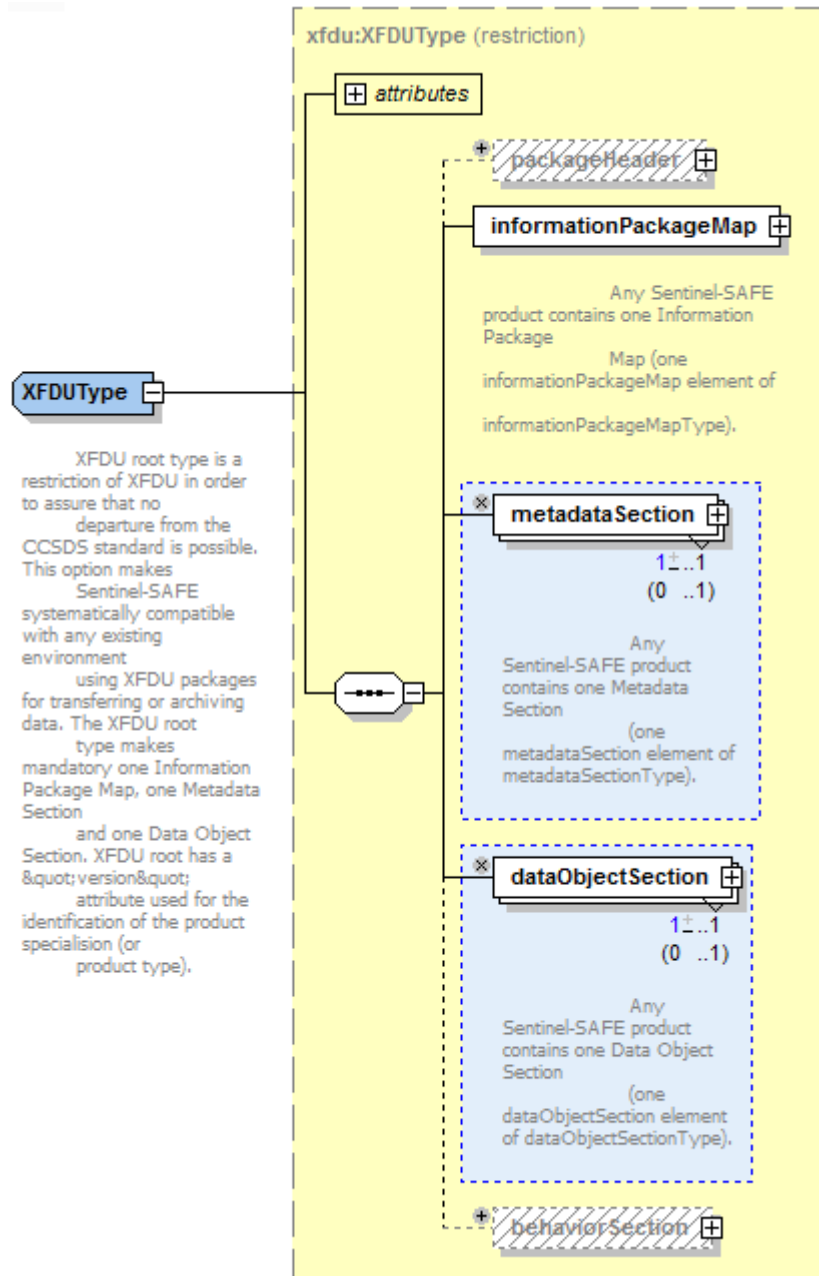 xfdu:XFDUType (restriction)
attributes
packageHeader
informationPackageMap
Any Sentinel-SAFE
product contains one Information
Package
Map (one
informationPackageMap element of
informationPackageMapType).
XFDUType
XFDU root type is a
restriction of XFDU in order
to assure that no
departure from the
CCSDS standard is possible.
This option makes
Sentinel-SAFE
systematically compatible
with any existing
environment
using XFDU packages
for transferring or archiving
data. The XFDU root
type makes
mandatory one Information
Package Map, one Metadata
Section
and one Data Object
Section. XFDU root has a
&quot;version&quot;
attribute used for the
identification of the product
specialision (or
product type).
metadataSection
1±..1
(0 ..1)
Any
Sentinel-SAFE product
contains one Metadata
Section
(one
metadataSection element of
metadataSectionType).
dataObjectSection
1±..1
(0 ..1)
Any
Sentinel-SAFE product
contains one Data Object
Section
(one
dataObjectSection element
of dataObjectSectionType).
behaviorSection